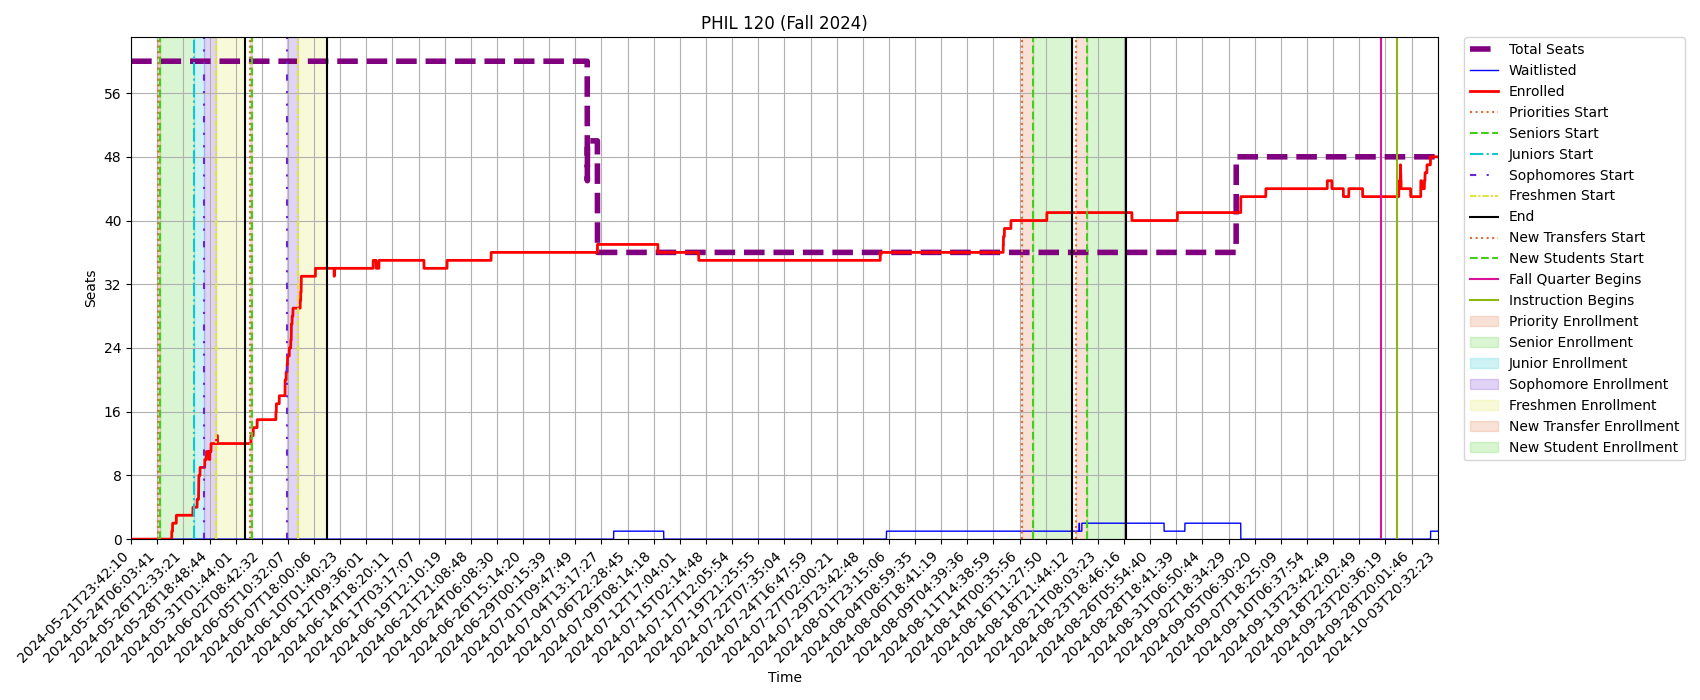 PHIL 120 (Fall 2024)
Total Seats
Waitlisted
Enrolled
Priorities Start
Seniors Start
Juniors Start
Sophomores Start
Freshmen Start
End
New Transfers Start
New Students Start
Fall Quarter Begins
Instruction Begins
Priority Enrollment
Senior Enrollment
Junior Enrollment
Sophomore Enrollment
Freshmen Enrollment
New Transfer Enrollment
New Student Enrollment
Seats
56
48
40
32
24
16
8
0
2024-05-21T23:42:10
2024-05-24T06:03:41
2024-05-26T12:33:21
2024-05-28T18:48:44
2024-05-31T01:44:01
2024-06-02T08:42:32
2024-06-05T10:32:07
2024-06-07T18:00:06
2024-06-10T01:40:23
2024-06-12T09:36:01
2024-06-14T18:20:11
2024-06-17T03:17:07
2024-06-19T12:10:19
2024-06-21T21:08:48
2024-06-24T06:08:30
2024-06-26T15:14:20
2024-06-29T00:15:39
2024-07-01T09:47:49
2024-07-04T13:17:27
2024-07-06T22:28:45
2024-07-09T08:14:18
2024-07-12T17:04:01
2024-07-15T02:14:48
2024-07-17T12:05:54
2024-07-19T21:25:55
2024-07-22T07:35:04
2024-07-24T16:47:59
2024-07-27T02:00:21
2024-07-29T23:42:48
2024-08-01T23:15:06
2024-08-04T08:59:35
2024-08-06T18:41:19
2024-08-09T04:39:36
2024-08-11T14:38:59
2024-08-14T00:35:56
2024-08-16T11:27:50
2024-08-18T21:44:12
2024-08-21T08:03:23
2024-08-23T18:46:16
2024-08-26T05:54:40
2024-08-28T18:41:39
2024-08-31T06:50:44
2024-09-02T18:34:29
2024-09-05T06:30:20
2024-09-07T18:25:09
2024-09-10T06:37:54
2024-09-13T23:42:49
2024-09-18T22:02:49
2024-09-23T20:36:19
2024-09-28T20:01:46
2024-10-03T20:32:23
Time